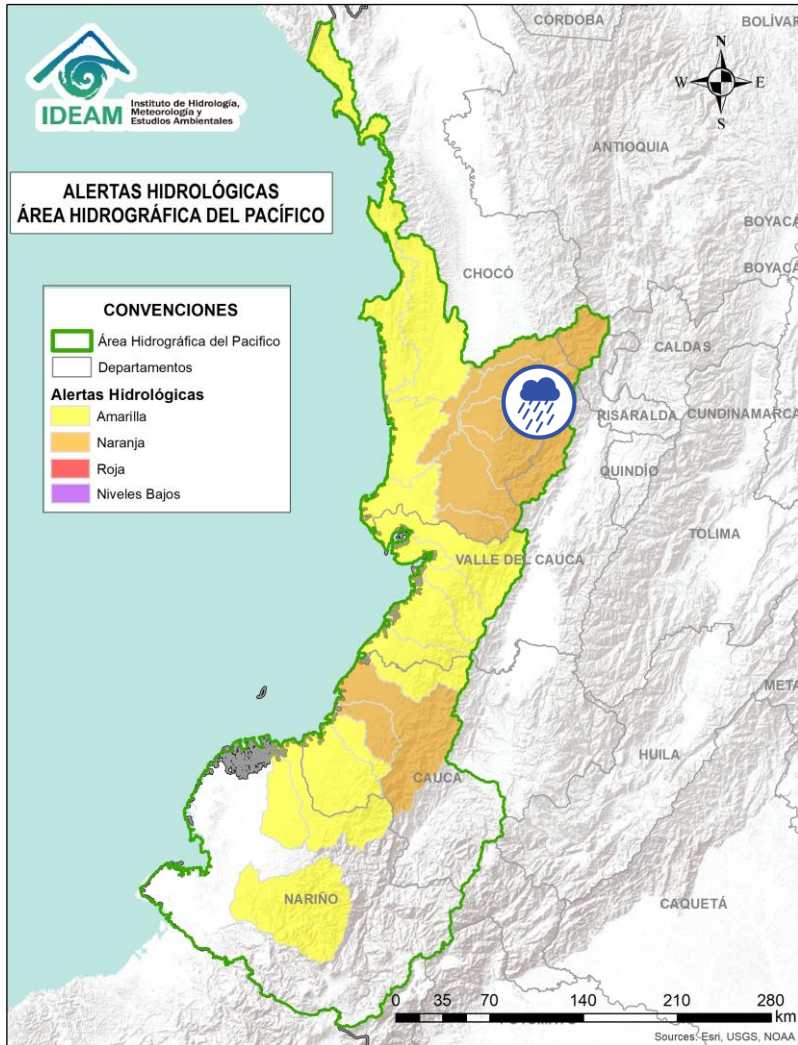 CÓRDOBA
BOLÍVAR
N
W
E
S
IDEAM
Instituto de Hidrología,
Meteorología y
Estudios Ambientales
ANTIOQUIA
ALERTAS HIDROLÓGICAS
ÁREA HIDROGRÁFICA DEL PACÍFICO
BOYACÁ
CHOCÓ
BOYACÁ
CONVENCIONES
Área Hidrográfica del Pacifico
Departamentos
Alertas Hidrológicas
Amarilla
Naranja
Roja
Niveles Bajos
CALDAS
RISARALDA
CUNDINAMARCA
QUINDÍO
TOLIMA
VALLE DEL CAUCA
META
HUILA
CAUCA
NARIÑO
CAQUETÁ
0 35 70 140 210 280
km
Sources: Esri, USGS, NOAA